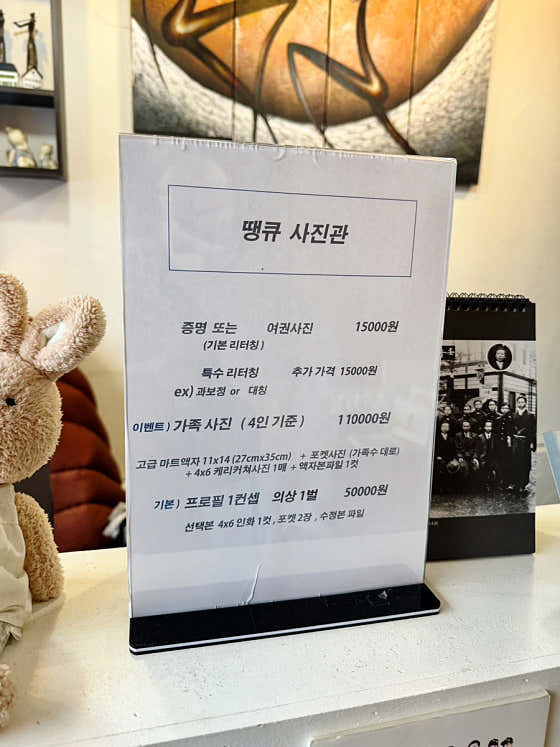 땡큐 사진관
증명 또는 여권사진 15000원
(기본 리터칭)
특수 리터칭 추가 가격 15000원
ex) 과보정 or 대칭
이벤트) 가족 사진 (4인 기준) 110000원
고급 마트액자 11x14 (27cmx35cm) + 포켓사진 (가족수 대로)
+ 4x6 케리커쳐사진 1매 + 액자본파일 1컷
기본) 프로필 1컨셉 의상 1벌 50000원
선택본 4x6 인화 1컷, 포켓 2장, 수정본 파일